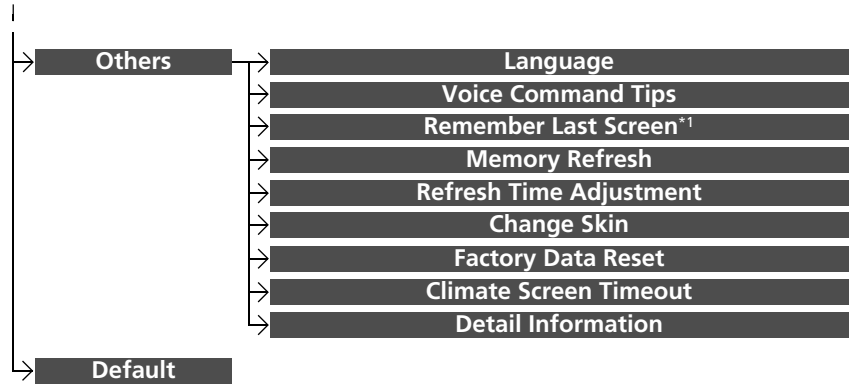 Others
Language
Voice Command Tips
Remember Last Screen*1
Memory Refresh
Refresh Time Adjustment
Change Skin
Factory Data Reset
Climate Screen Timeout
Detail Information
Default